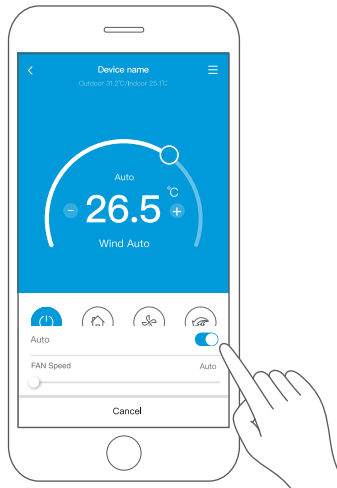 Device name
Outdoor 31.2℃/Indoor 25.1℃
Auto
- 26.5 ℃ +
Wind Auto
Auto
FAN Speed Auto
Cancel